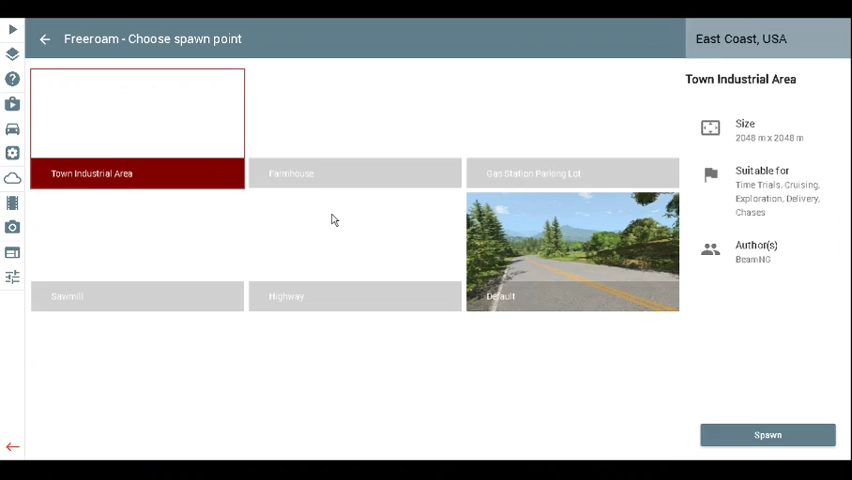 Freeroam - Choose spawn point
East Coast, USA
Town Industrial Area
Farmhouse
Gas Station Parking Lot
Sawmill
Highway
Default
Town Industrial Area
Size
2048 m x 2048 m
Suitable for
Time Trials, Cruising,
Exploration, Delivery,
Chases
Author(s)
BeamNG
Spawn